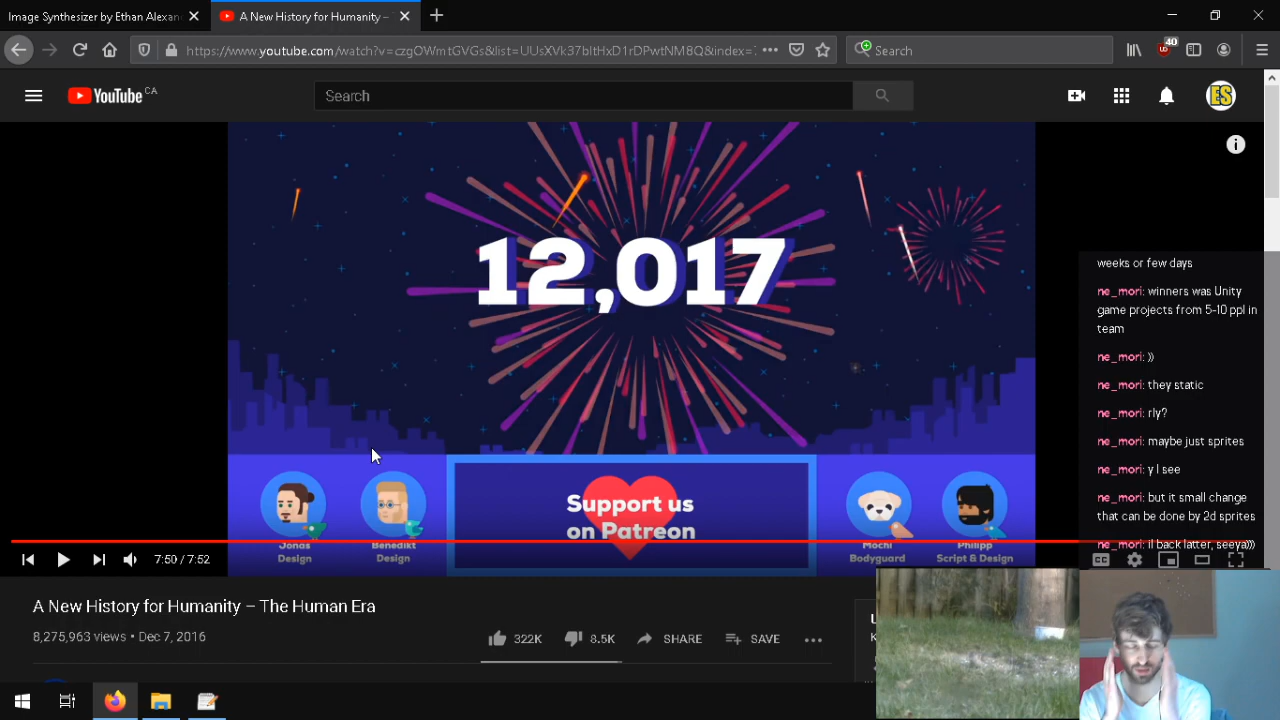 Image Synthesizer by Ethan Alexan
A New History for Humanity –
https://www.youtube.com/watch?v=czgOWmtGVGs&list=UUsXVk37bltHxD1rDPwtNM8Q&index=
Search
40
YouTube CA
Search
ES
12,017
weeks or few days
ne_mori: winners was Unity
game projects from 5-10 ppl in
team
ne_mori: ))
ne_mori: they static
ne_mori: rly?
ne_mori: maybe just sprites
ne_mori: y I see
ne_mori: but it small change
that can be done by 2d sprites
ne_mori: il back latter, seeya)))
Support us
on Patreon
Jonas
Design
Benedikt
Design
Mochi
Bodyguard
Philipp
Script & Design
7:50 / 7:52
CC
A New History for Humanity – The Human Era
8,275,963 views • Dec 7, 2016
322K
8.5K
SHARE
SAVE